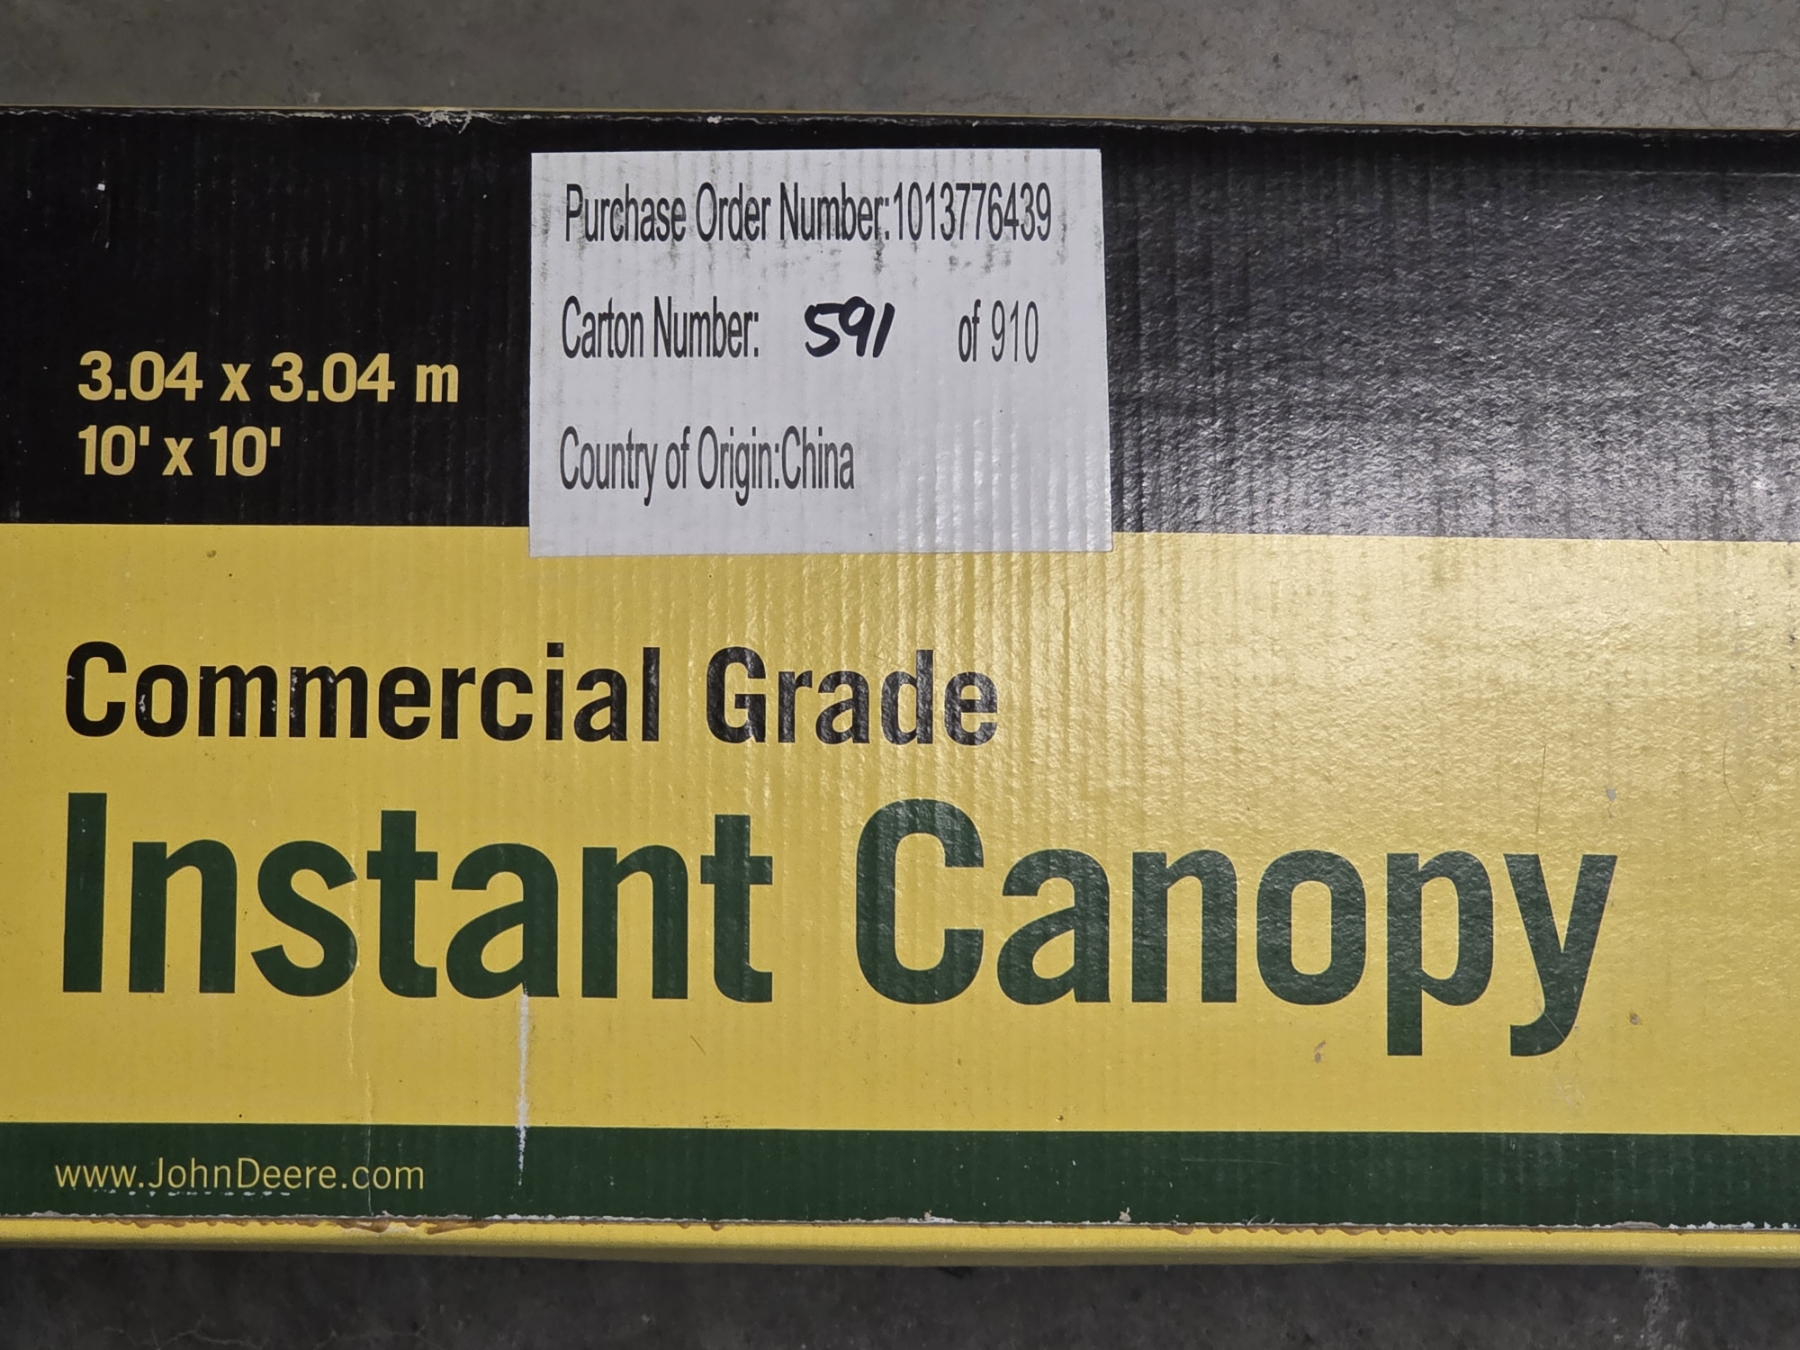 Purchase Order Number:1013776439
Carton Number: 591 of 910
Country of Origin:China
3.04 x 3.04 m
10' x 10'
Commercial Grade
Instant Canopy
www.JohnDeere.com